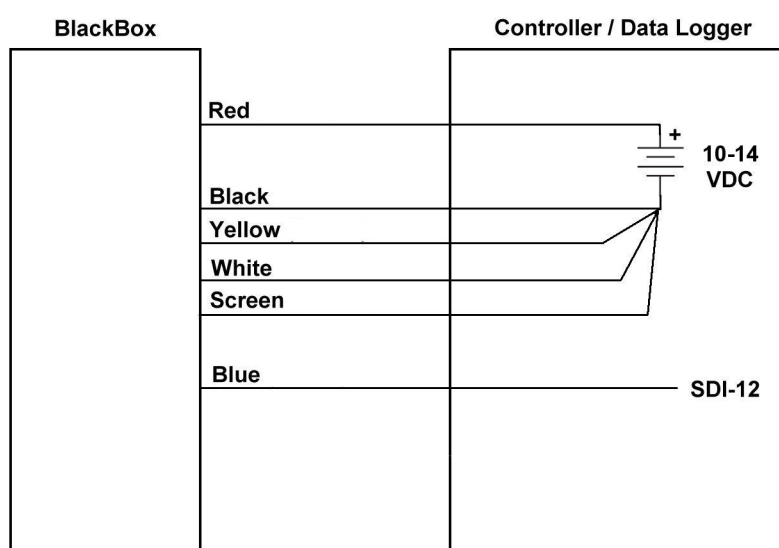 BlackBox
Controller / Data Logger
Red
+
10-14
VDC
Black
Yellow
White
Screen
Blue
SDI-12